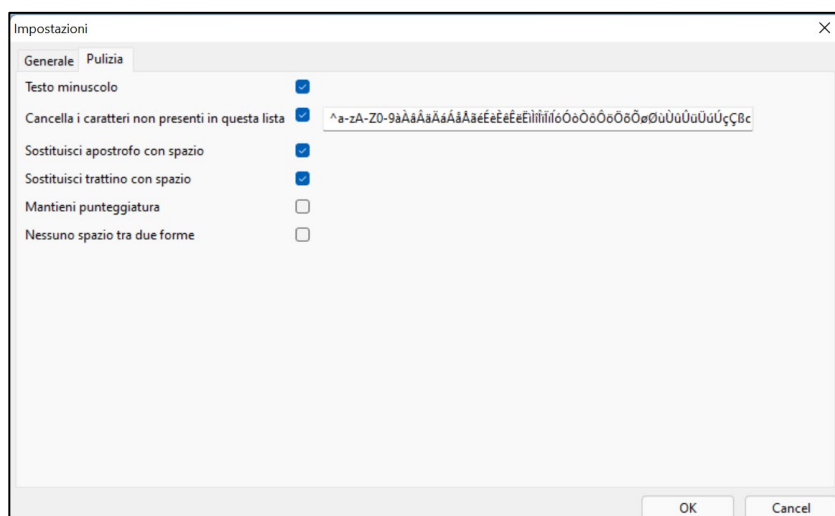 Impostazioni
Generale Pulizia
Testo minuscolo
Cancella i caratteri non presenti in questa lista ^a-zA-Z0-9àÀâÂäÄáÁåÅãéÉèÈêÊëËìÌîÎïÏíóÓòÒôÔöÖõÕøØùÙûÛüÜúÚçÇßc
Sostituisci apostrofo con spazio
Sostituisci trattino con spazio
Mantieni punteggiatura
Nessuno spazio tra due forme
OK Cancel